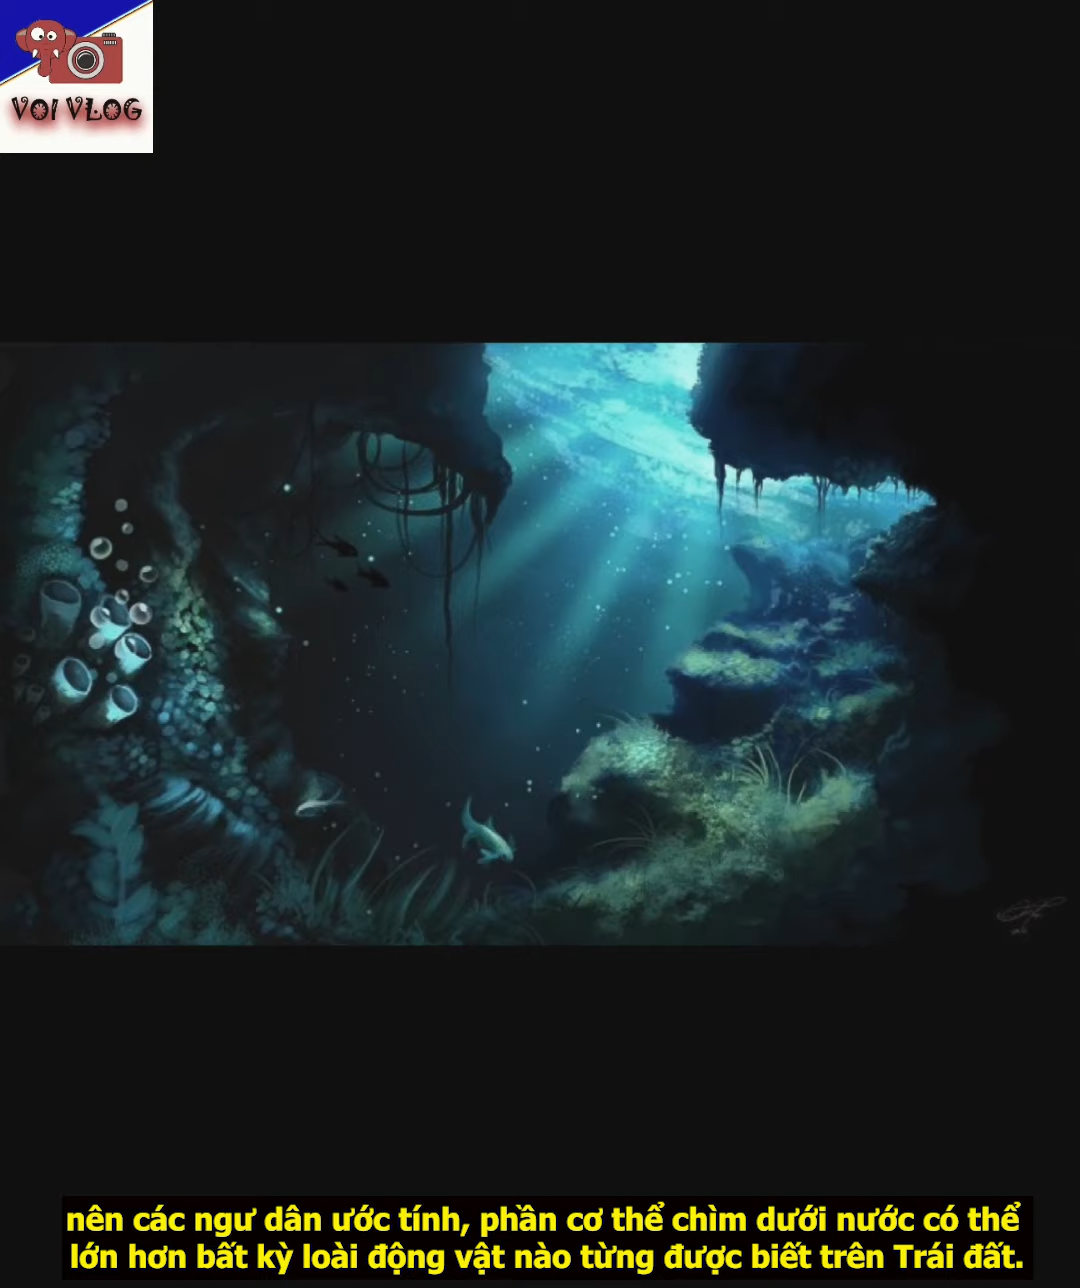 VOI VLOG
nên các ngư dân ước tính, phần cơ thể chìm dưới nước có thể
lớn hơn bất kỳ loài động vật nào từng được biết trên Trái đất.